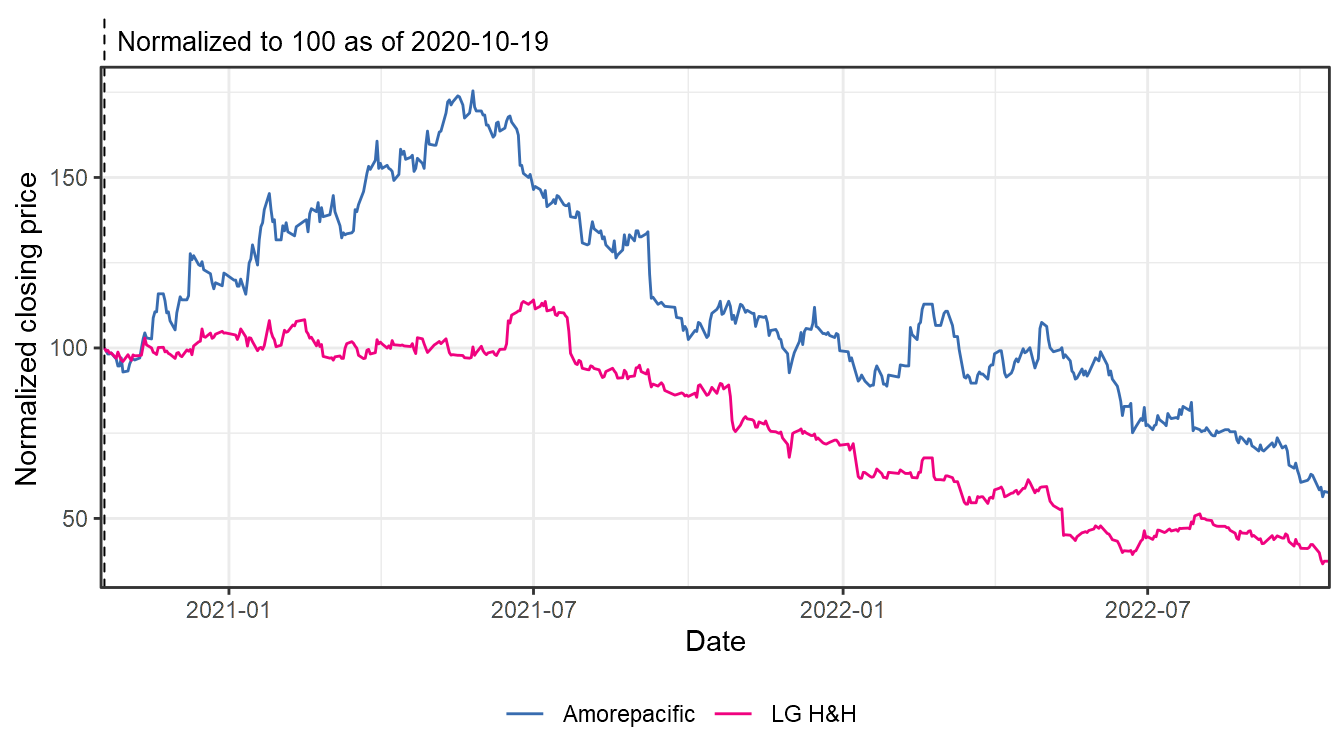 Normalized to 100 as of 2020-10-19
Normalized closing price
150
100
50
2021-01
2021-07
2022-01
2022-07
Date
Amorepacific
LG H&H